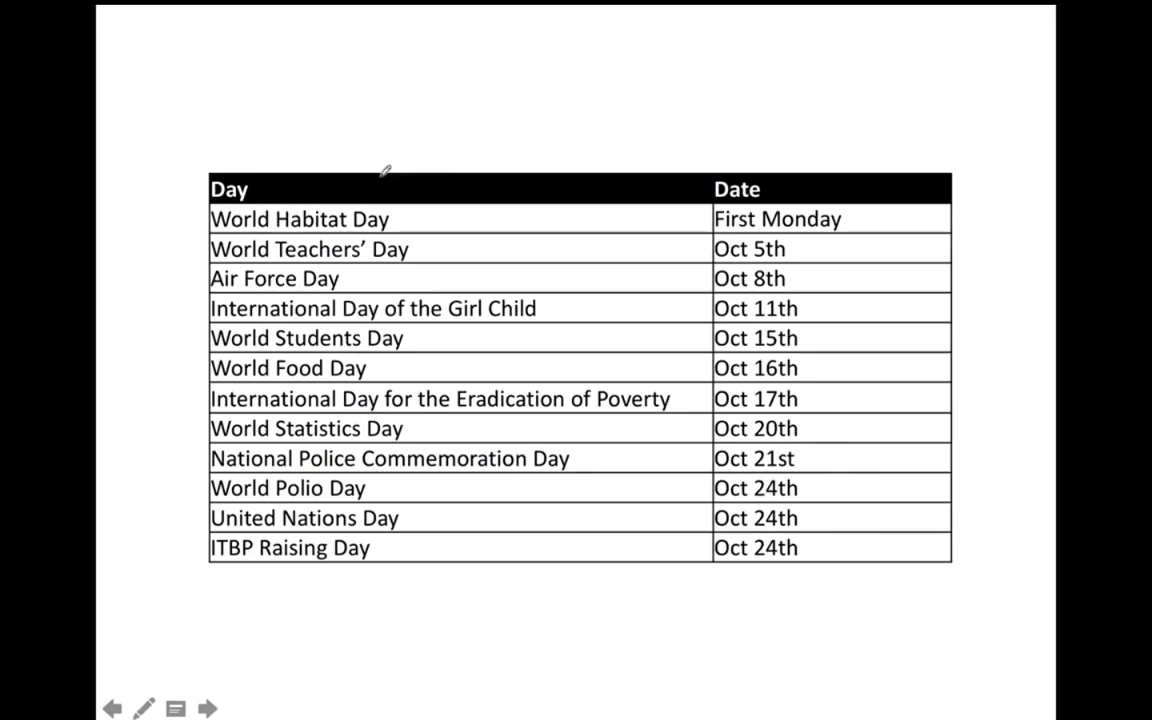 Day Date
World Habitat Day First Monday
World Teachers’ Day Oct 5th
Air Force Day Oct 8th
International Day of the Girl Child Oct 11th
World Students Day Oct 15th
World Food Day Oct 16th
International Day for the Eradication of Poverty Oct 17th
World Statistics Day Oct 20th
National Police Commemoration Day Oct 21st
World Polio Day Oct 24th
United Nations Day Oct 24th
ITBP Raising Day Oct 24th